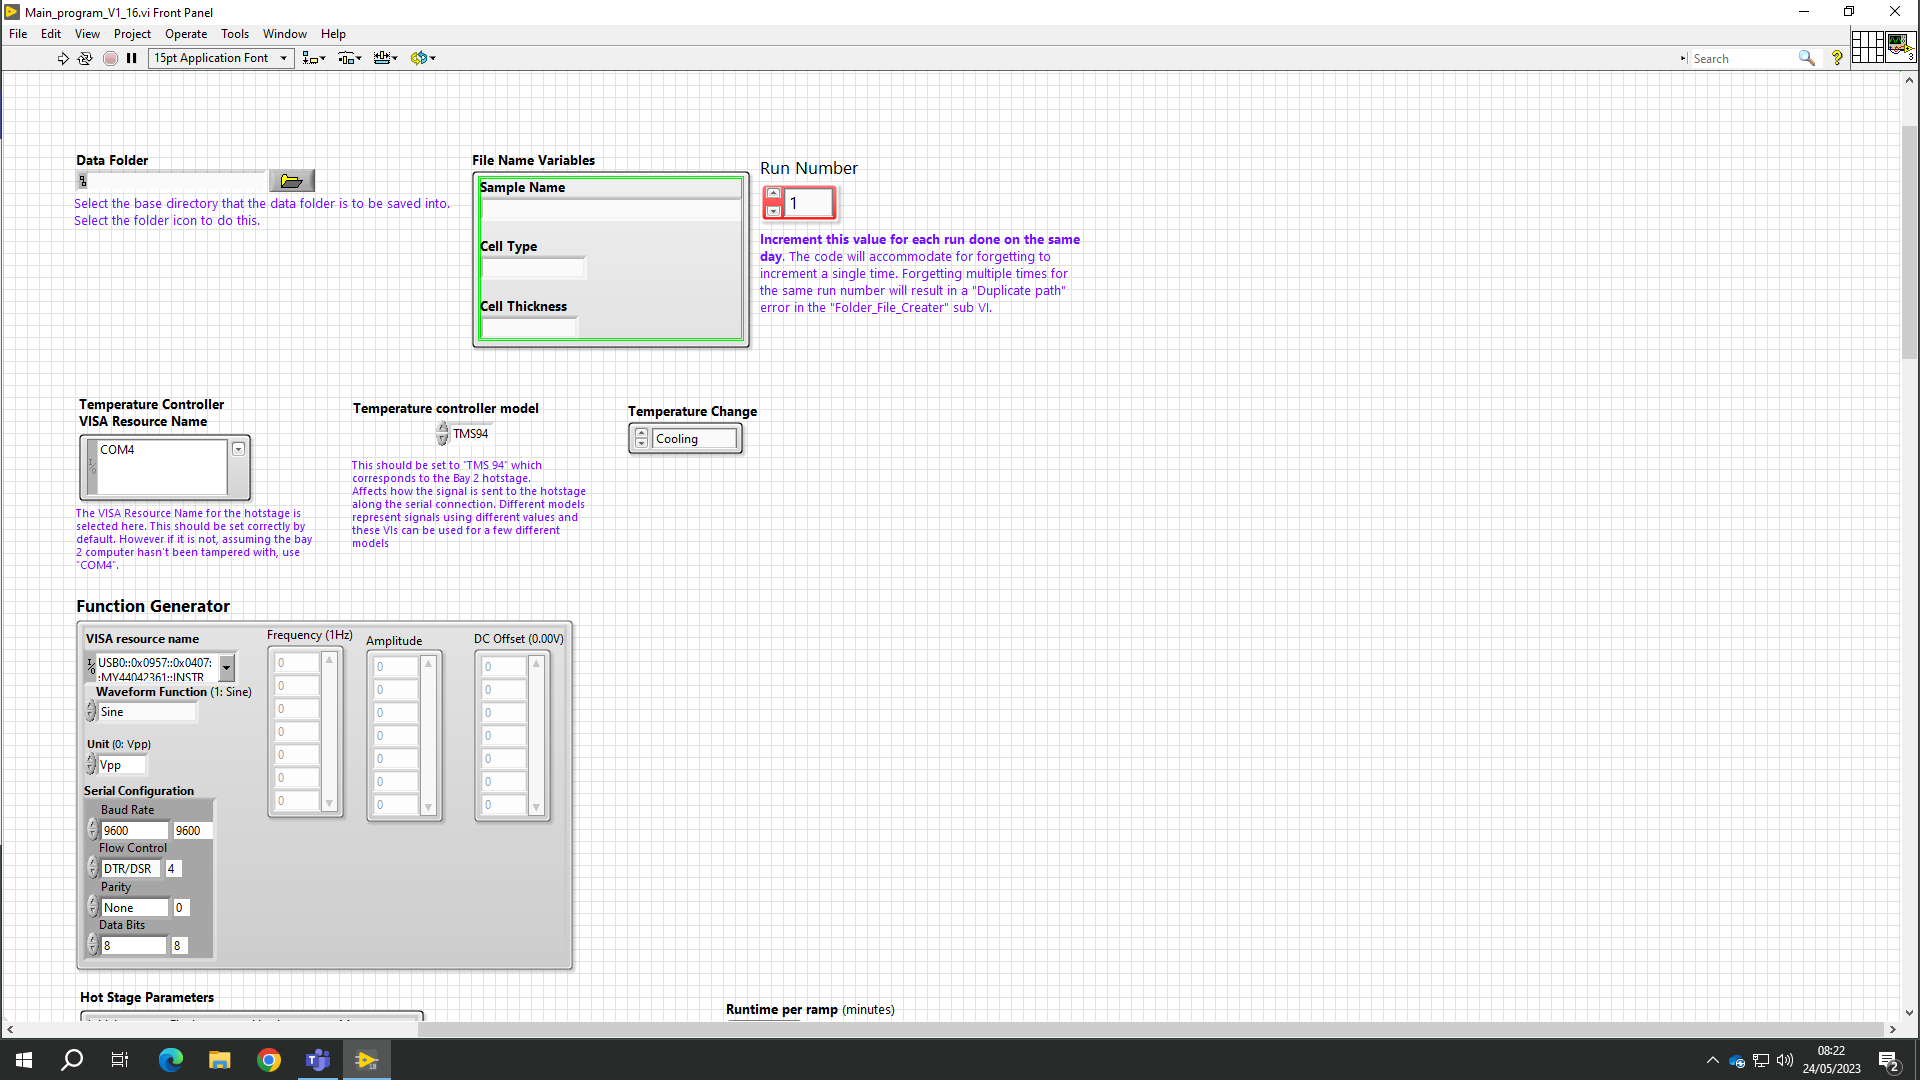 Main_program_V1_16.vi Front Panel
File Edit View Project Operate Tools Window Help
15pt Application Font
Search
3
Data Folder
Select the base directory that the data folder is to be saved into.
Select the folder icon to do this.
File Name Variables
Sample Name
Cell Type
Cell Thickness
Run Number
1
Increment this value for each run done on the same
day. The code will accommodate for forgetting to
increment a single time. Forgetting multiple times for
the same run number will result in a "Duplicate path"
error in the "Folder_File_Creater" sub VI.
Temperature Controller
VISA Resource Name
COM4
The VISA Resource Name for the hotstage is
selected here. This should be set correctly by
default. However if it is not, assuming the bay
2 computer hasn't been tampered with, use
"COM4".
Temperature controller model
TMS94
This should be set to "TMS 94" which
corresponds to the Bay 2 hotstage.
Affects how the signal is sent to the hotstage
along the serial connection. Different models
represent signals using different values and
these VIs can be used for a few different
models
Temperature Change
Cooling
Function Generator
VISA resource name
USB0::0x0957::0x0407:
:MY44042361::INSTR
Waveform Function (1: Sine)
Sine
Unit (0: Vpp)
Vpp
Serial Configuration
Baud Rate
9600 9600
Flow Control
DTR/DSR 4
Parity
None 0
Data Bits
8 8
Frequency (1Hz)
0
0
0
0
0
0
0
Amplitude
0
0
0
0
0
0
0
DC Offset (0.00V)
0
0
0
0
0
0
0
Hot Stage Parameters
Runtime per ramp (minutes)
18
08:22
24/05/2023
2